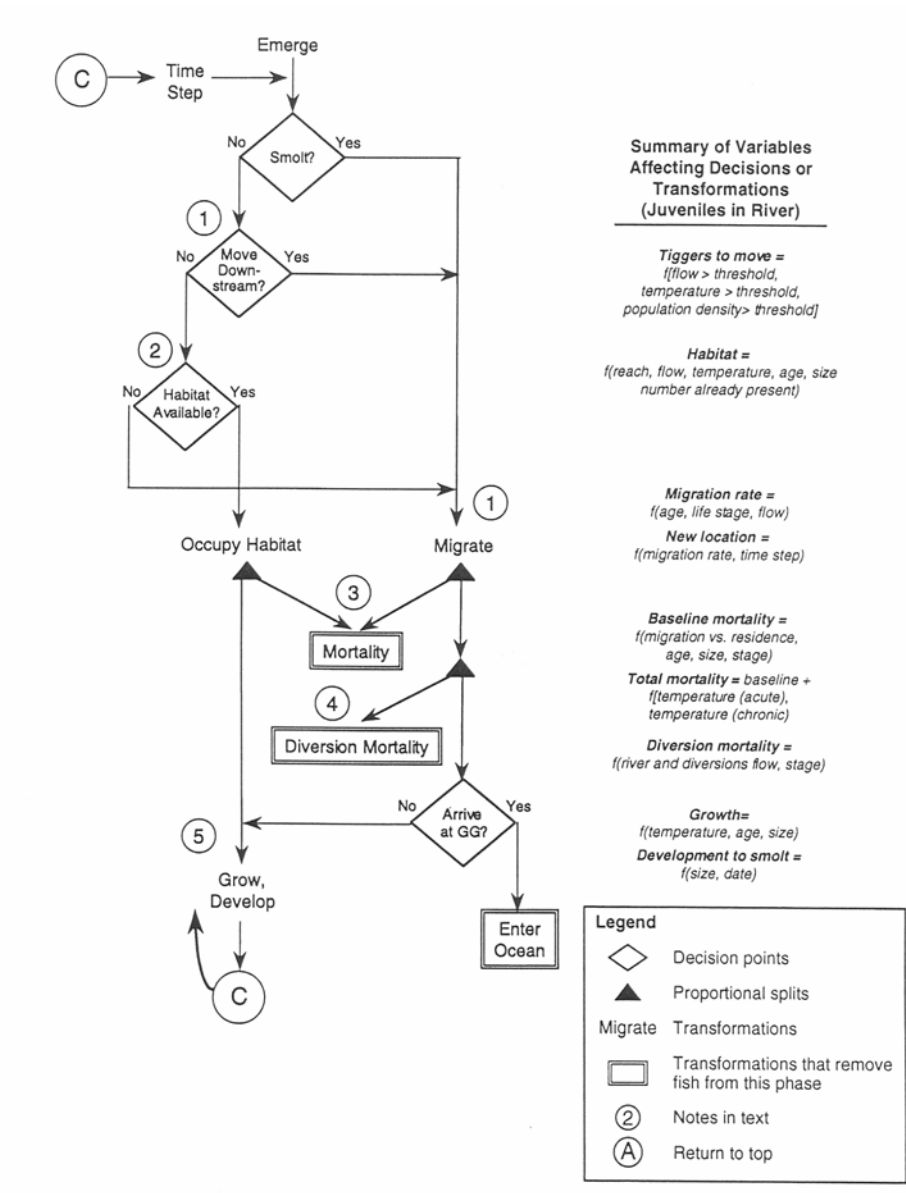 Emerge
C
Time
Step
No
Yes
Smolt?
1
No
Yes
Move
Down-
stream?
2
No
Yes
Habitat
Available?
1
Occupy Habitat
Migrate
3
Mortality
4
Diversion Mortality
No
Yes
Arrive
at GG?
5
Grow,
Develop
Enter
Ocean
C
Summary of Variables
Affecting Decisions or
Transformations
(Juveniles in River)
Tiggers to move =
f[flow > threshold,
temperature > threshold,
population density> threshold]
Habitat =
f(reach, flow, temperature, age, size
number already present)
Migration rate =
f(age, life stage, flow)
New location =
f(migration rate, time step)
Baseline mortality =
f(migration vs. residence,
age, size, stage)
Total mortality = baseline +
f[temperature (acute),
temperature (chronic)
Diversion mortality =
f(river and diversions flow, stage)
Growth=
f(temperature, age, size)
Development to smolt =
f(size, date)
Legend
Decision points
Proportional splits
Migrate Transformations
Transformations that remove
fish from this phase
2 Notes in text
A Return to top